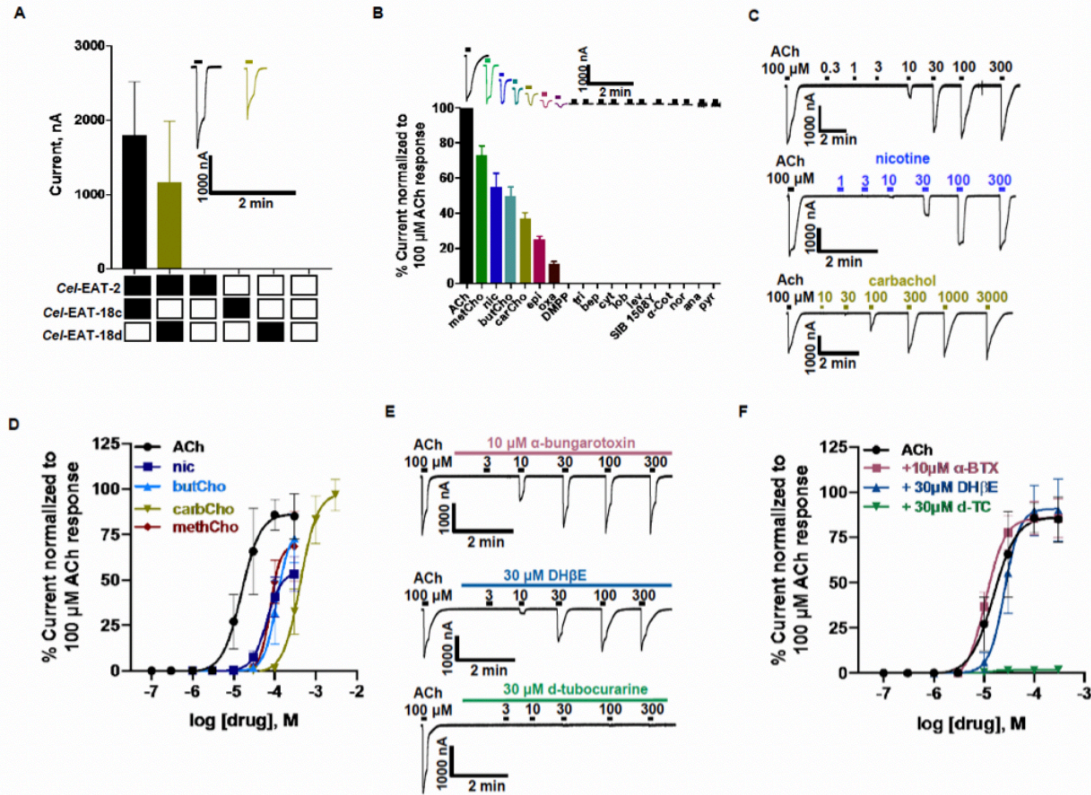 A
3000
2000
1000
0
Current, nA
1000 nA
2 min
Cel-EAT-2
Cel-EAT-18c
Cel-EAT-18d
B
1000 nA
2 min
100
80
60
40
20
0
% Current normalized to
100 µM ACh response
ACh
metCho
nic
butCho
carCho
epi
oxa
DMPP
tri
bep
cyt
lob
lev
SIB 1508Y
α-Cot
nor
ana
pyr
C
ACh
100 µM 0.3 1 3 10 30 100 300
1000 nA
2 min
ACh nicotine
100 µM 1 3 10 30 100 300
1000 nA
2 min
ACh carbachol
100 µM 10 30 100 300 1000 3000
1000 nA
2 min
D
125
100
75
50
25
0
% Current normalized to
100 µM ACh response
ACh
nic
butCho
carbCho
methCho
-7 -6 -5 -4 -3 -2
log [drug], M
E
ACh 10 µM α-bungarotoxin
100 µM 3 10 30 100 300
1000 nA
2 min
ACh 30 µM DHβE
100 µM 3 10 30 100 300
1000 nA
2 min
ACh 30 µM d-tubocurarine
100 µM 3 10 30 100 300
1000 nA
2 min
F
125
100
75
50
25
0
% Current normalized to
100 µM ACh response
ACh
+10µM α-BTX
+ 30µM DHβE
+ 30µM d-TC
-7 -6 -5 -4 -3
log [drug], M